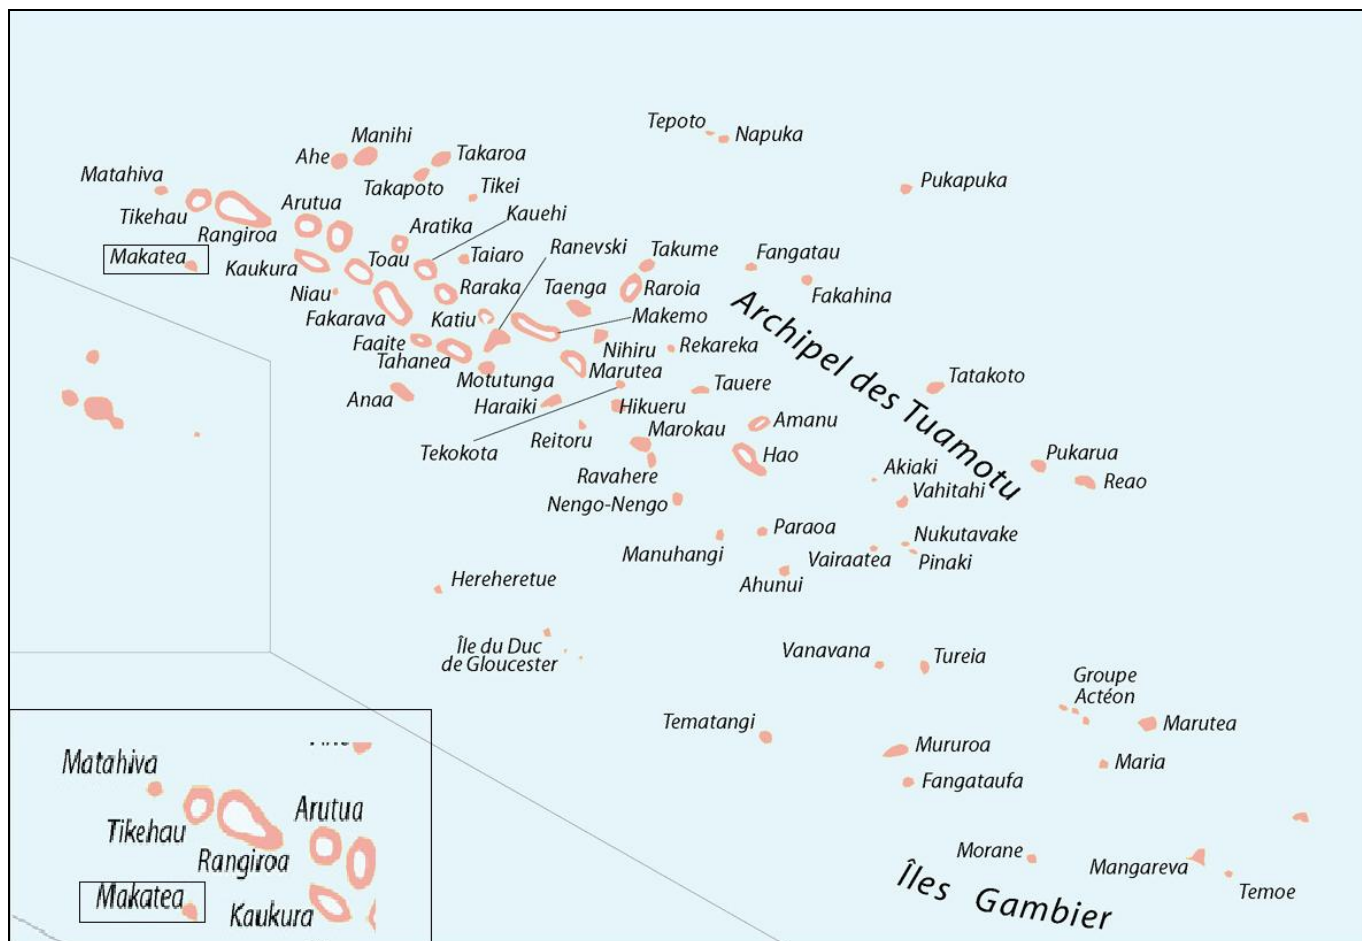 Tepoto
Napuka
Manihi
Ahe
Takaroa
Matahiva
Takapoto
Tikei
Pukapuka
Tikehau
Arutua
Kauehi
Rangiroa
Aratika
Ranevski
Takume
Fangatau
Makatea
Kaukura
Toau
Taiaro
Niau
Raraka
Taenga
Raroia
Fakahina
Fakarava
Katiu
Makemo
Faaite
Tahanea
Nihiru
Rekareka
Archipel des Tuamotu
Motutunga
Marutea
Tauere
Tatakoto
Anaa
Haraiki
Hikueru
Amanu
Reitoru
Marokau
Tekokota
Hao
Pukarua
Ravahere
Akiaki
Reao
Nengo-Nengo
Vahitahi
Manuhangi
Paraoa
Nukutavake
Vairaatea
Pinaki
Ahunui
Hereheretue
Île du Duc
de Gloucester
Vanavana
Tureia
Groupe
Actéon
Tematangi
Marutea
Mururoa
Maria
Fangataufa
Morane
Mangareva
Temoe
Îles Gambier
Matahiva
Tikehau
Arutua
Rangiroa
Makatea
Kaukura